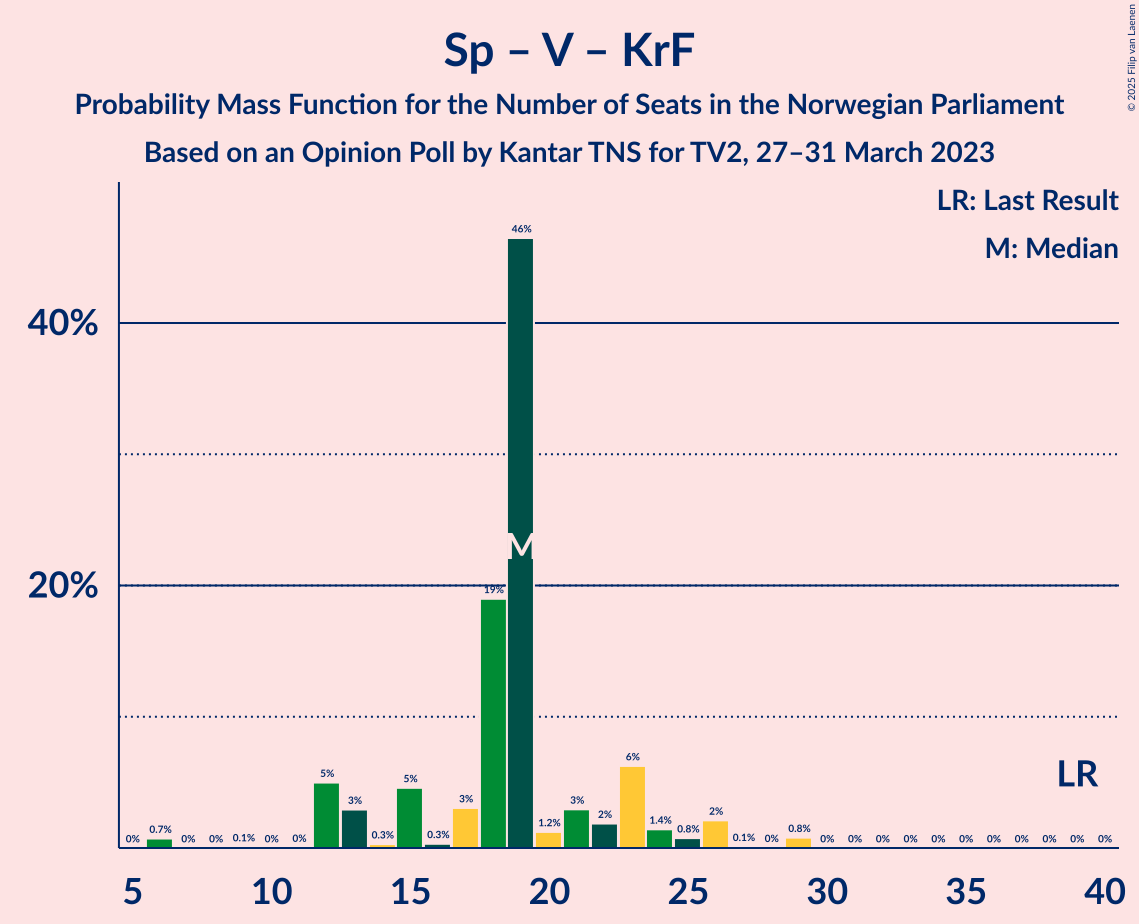 Sp – V – KrF
Probability Mass Function for the Number of Seats in the Norwegian Parliament
Based on an Opinion Poll by Kantar TNS for TV2, 27–31 March 2023
© 2025 Filip van Laenen
LR: Last Result
M: Median
40%
20%
0% 0.7% 0% 0% 0.1% 0% 0% 5% 3% 0.3% 5% 0.3% 3% 19% 46% 1.2% 3% 2% 6% 1.4% 0.8% 2% 0.1% 0% 0.8% 0% 0% 0% 0% 0% 0% 0% 0% 0% 0% 0%
M
LR
5 10 15 20 25 30 35 40